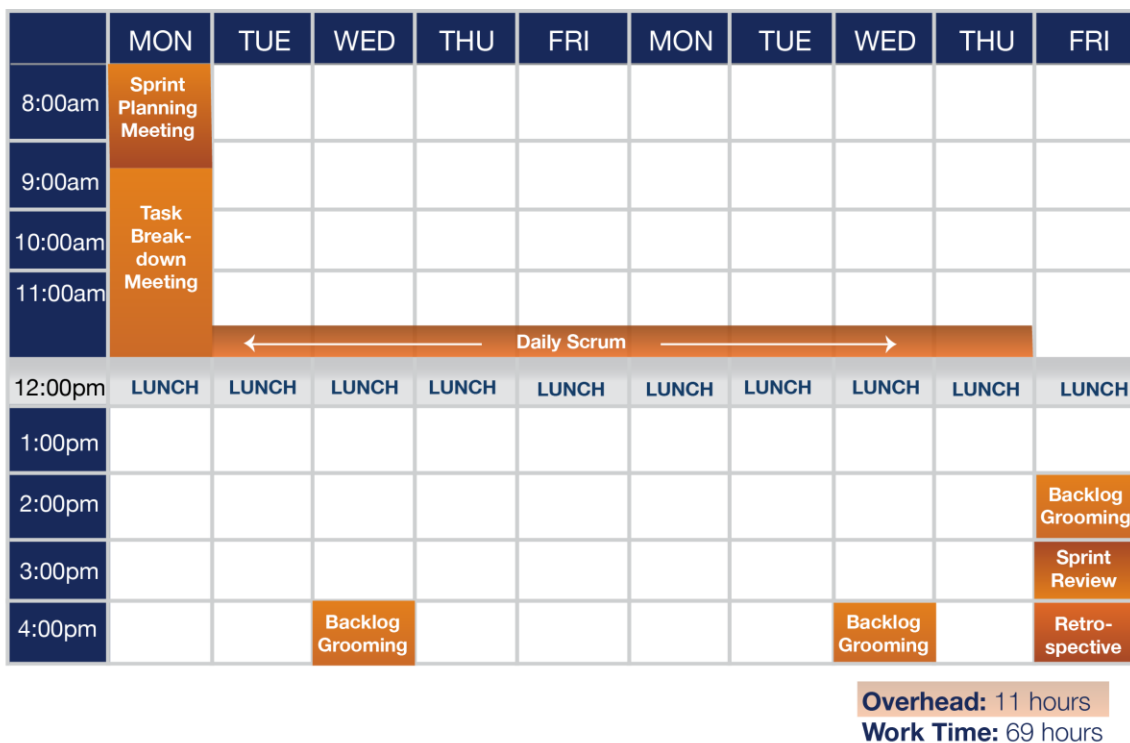 MON TUE WED THU FRI MON TUE WED THU FRI
8:00am
Sprint
Planning
Meeting
9:00am
Task
Break-
down
Meeting
10:00am
11:00am
Daily Scrum
12:00pm LUNCH LUNCH LUNCH LUNCH LUNCH LUNCH LUNCH LUNCH LUNCH LUNCH
1:00pm
2:00pm
Backlog
Grooming
3:00pm
Sprint
Review
4:00pm
Backlog
Grooming
Backlog
Grooming
Retro-
spective
Overhead: 11 hours
Work Time: 69 hours